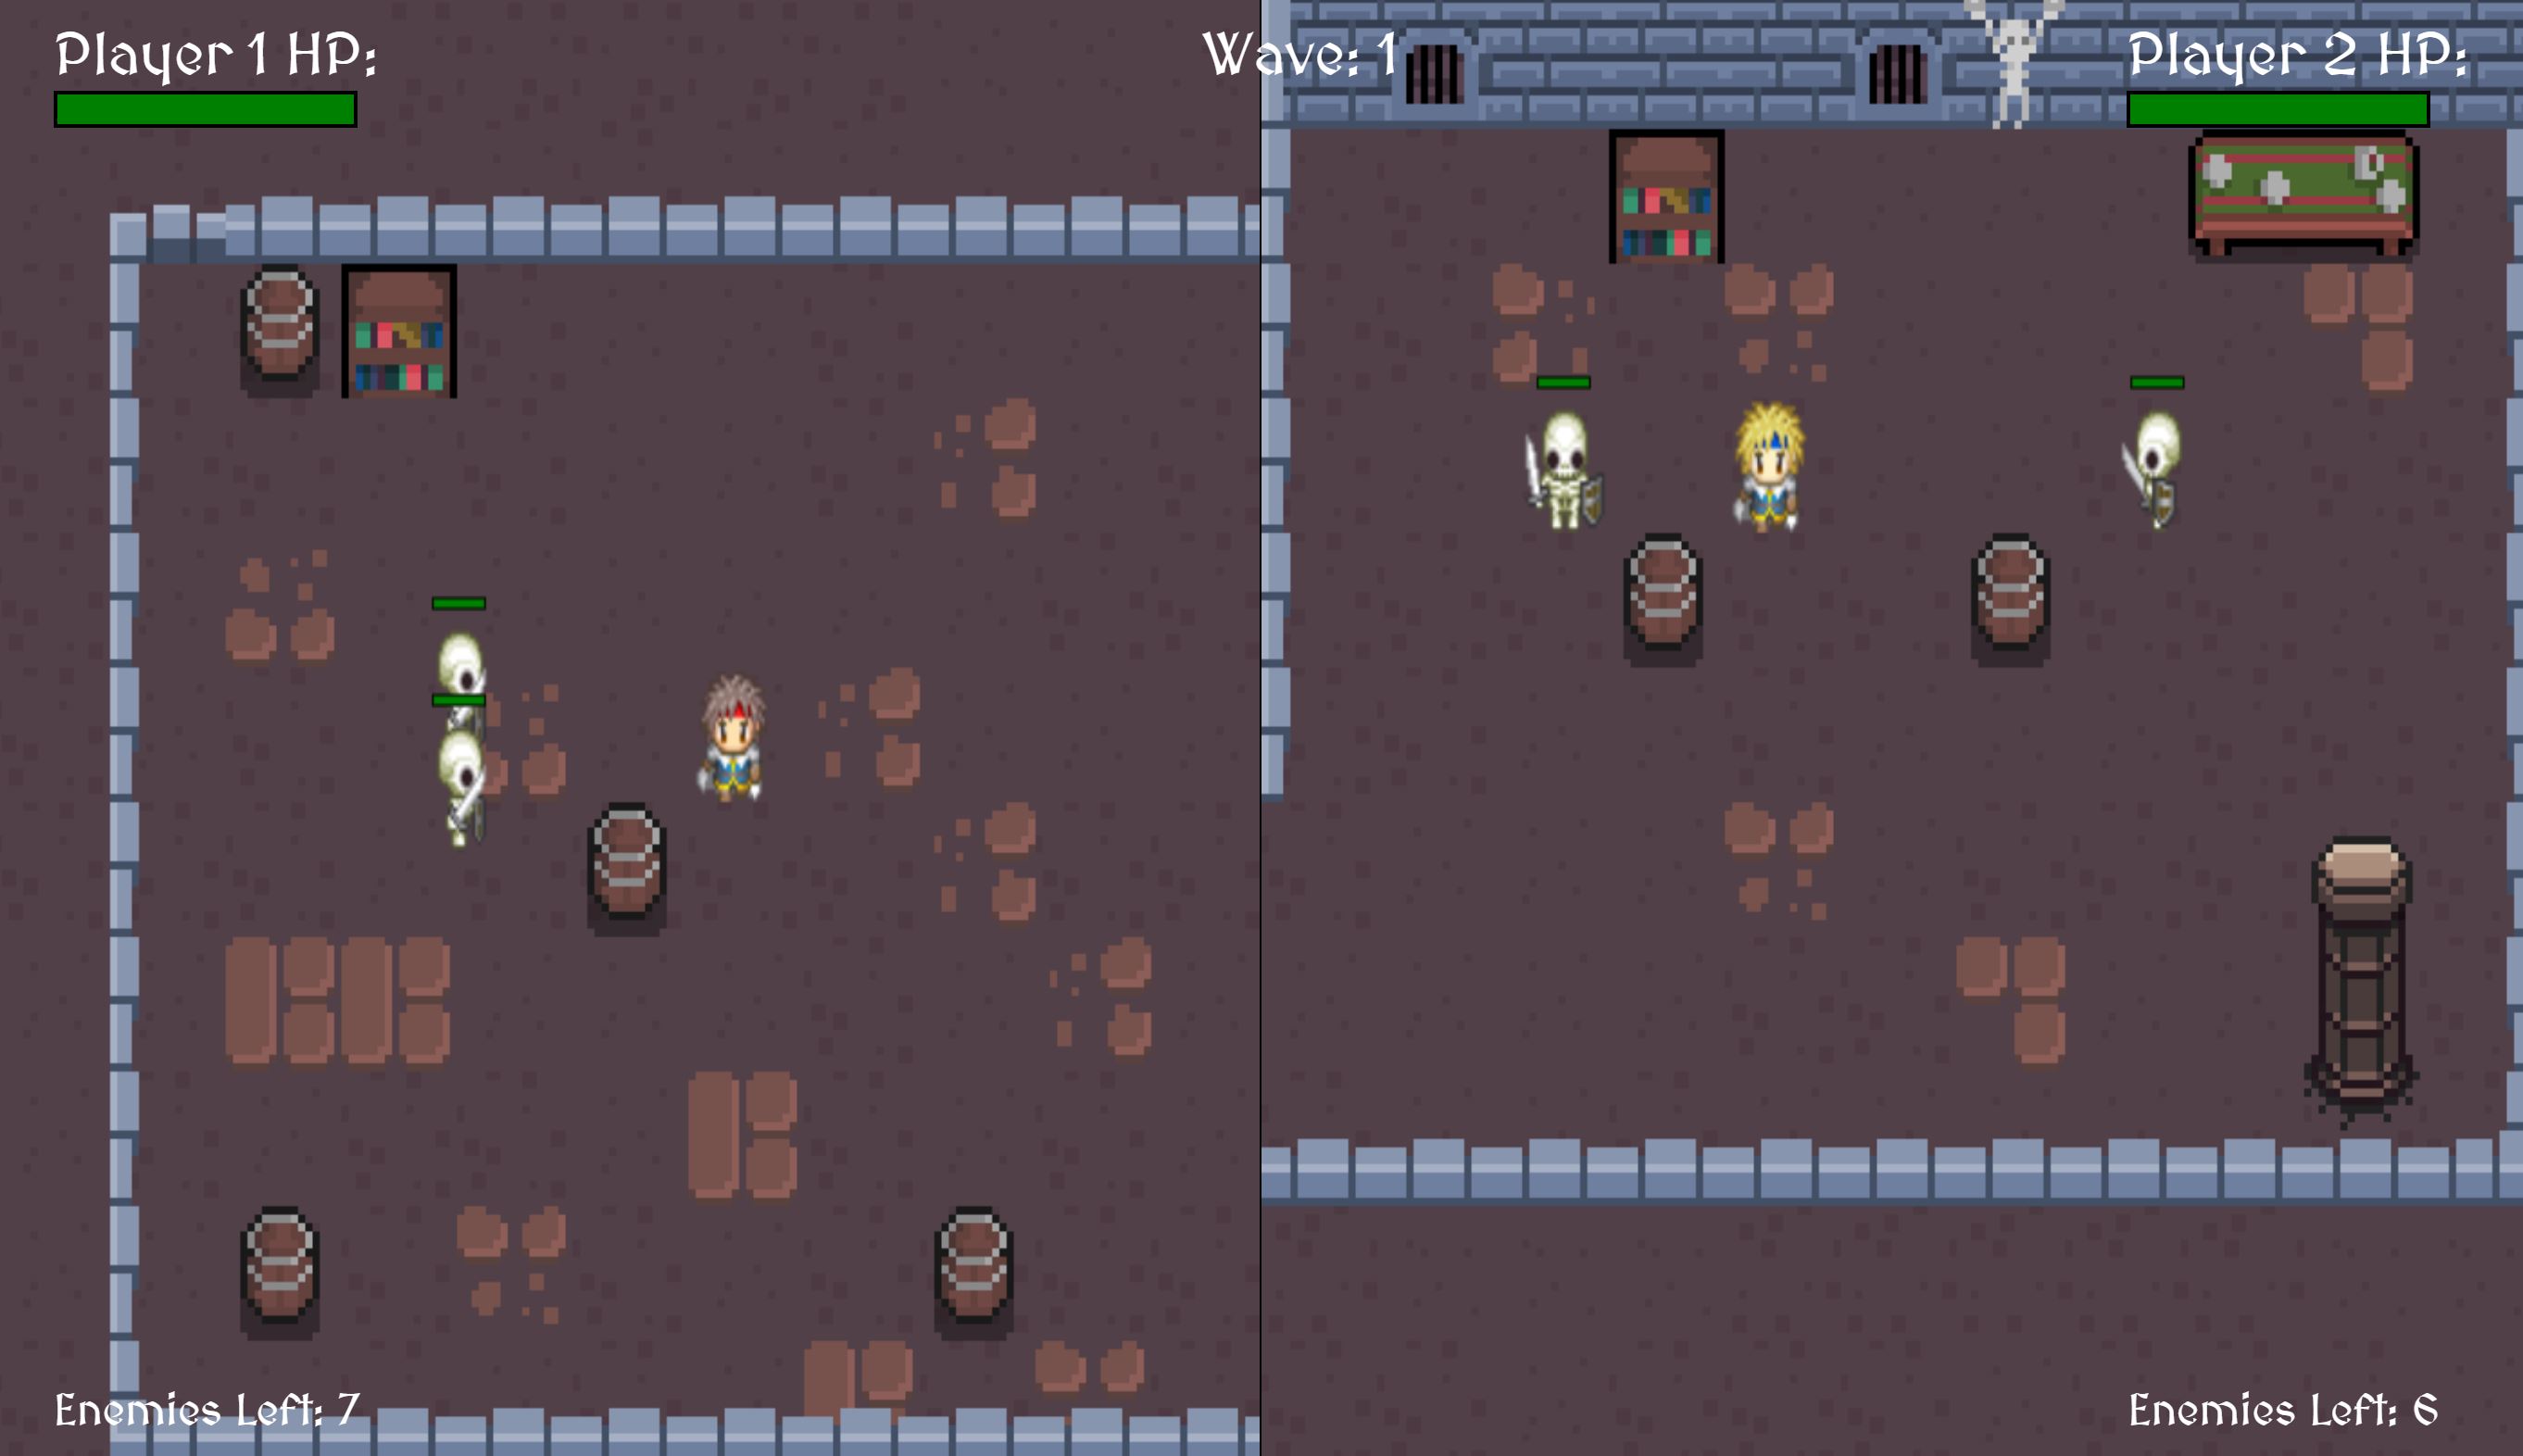 Player 1 HP:
Wave: 1
Player 2 HP:
Enemies Left: 7
Enemies Left: 6